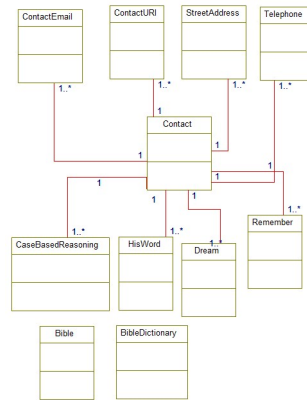 ContactEmail
ContactURI
StreetAddress
Telephone
1..*
1..*
1..*
1..*
1
1
Contact
1
1
1
1
1
1
1
1..*
1..*
1..
1..*
CaseBasedReasoning
HisWord
Dream
Remember
Bible
BibleDictionary